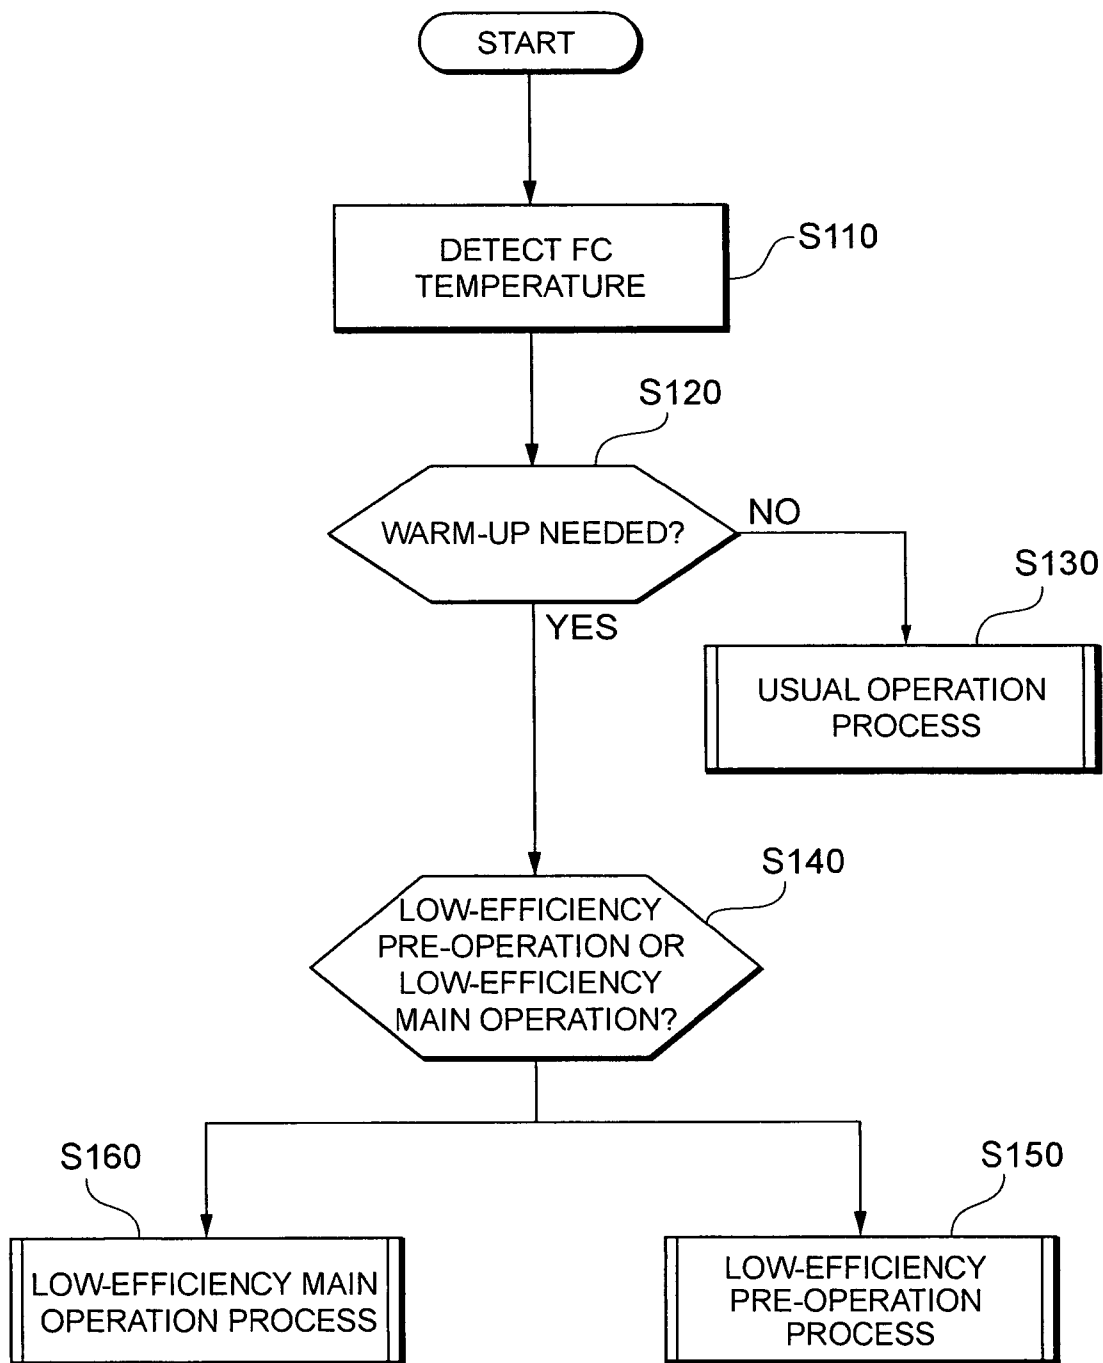 START
DETECT FC
TEMPERATURE
S110
S120
WARM-UP NEEDED?
NO
YES
S130
USUAL OPERATION
PROCESS
S140
LOW-EFFICIENCY
PRE-OPERATION OR
LOW-EFFICIENCY
MAIN OPERATION?
S160
LOW-EFFICIENCY MAIN
OPERATION PROCESS
S150
LOW-EFFICIENCY
PRE-OPERATION
PROCESS